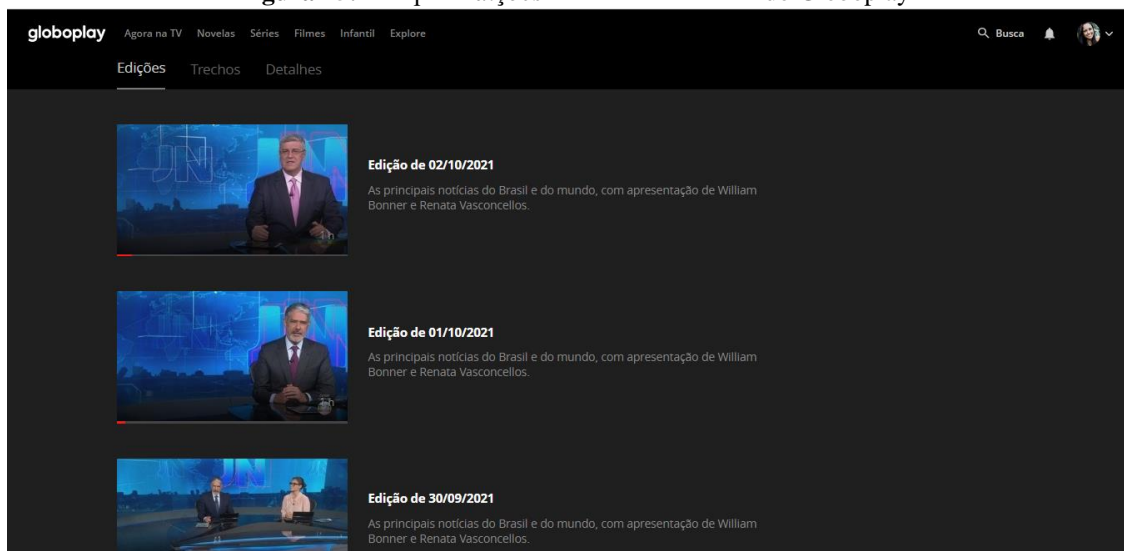 globoplay Agora na TV Novelas Séries Filmes Infantil Explore Busca
Edições Trechos Detalhes
JN
Edição de 02/10/2021
As principais notícias do Brasil e do mundo, com apresentação de William
Bonner e Renata Vasconcellos.
Edição de 01/10/2021
As principais notícias do Brasil e do mundo, com apresentação de William
Bonner e Renata Vasconcellos.
JN
Edição de 30/09/2021
As principais notícias do Brasil e do mundo, com apresentação de William
Bonner e Renata Vasconcellos.